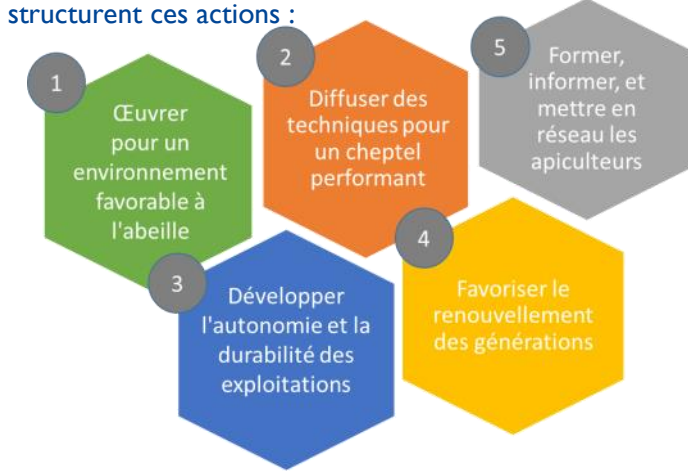 structurent ces actions :
1
Œuvrer
pour un
environnement
favorable à
l'abeille
2
Diffuser des
techniques pour
un cheptel
performant
3
Développer
l'autonomie et la
durabilité des
exploitations
4
Favoriser le
renouvellement
des générations
5
Former,
informer, et
mettre en
réseau les
apiculteurs